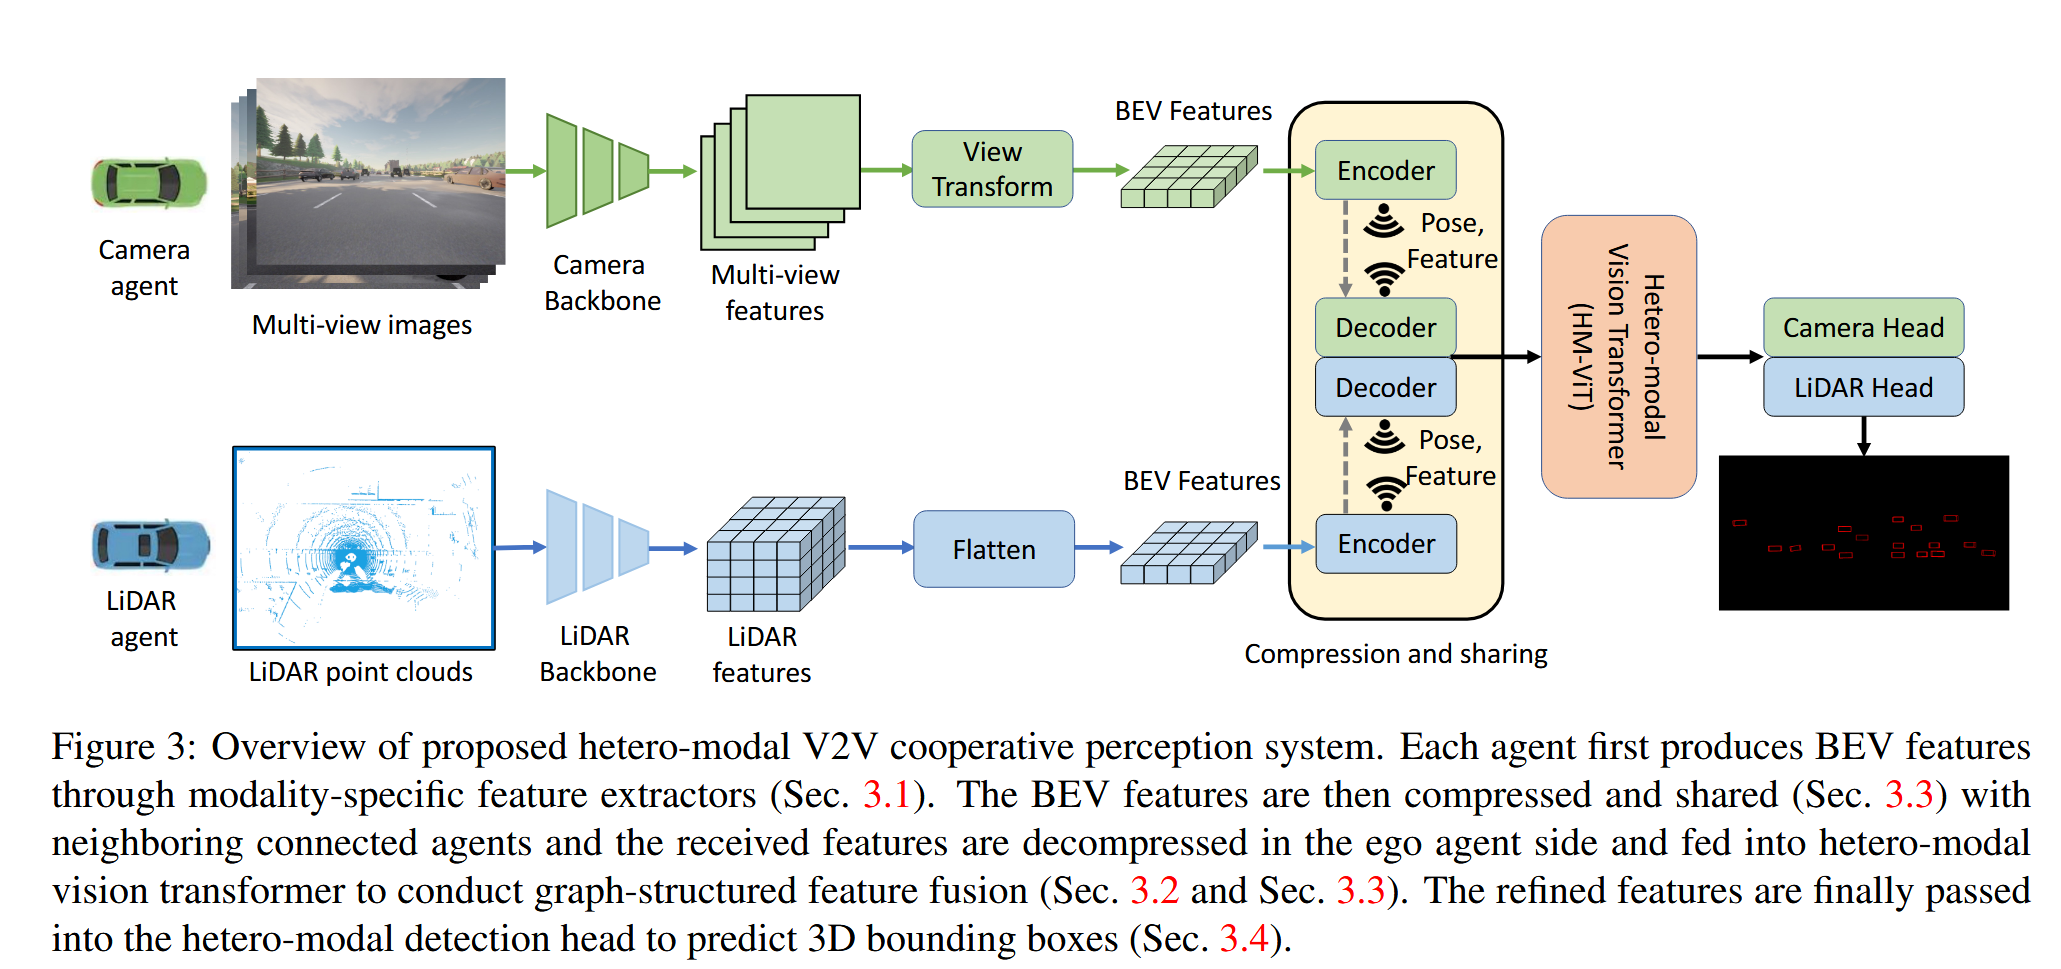 Camera
agent
Multi-view images
Camera
Backbone
Multi-view
features
View
Transform
BEV Features
Encoder
Pose,
Feature
Decoder
Decoder
Pose,
Feature
Encoder
Compression and sharing
Hetero-modal
Vision Transformer
(HM-ViT)
Camera Head
LiDAR Head
LiDAR
agent
LiDAR point clouds
LiDAR
Backbone
LiDAR
features
Flatten
BEV Features
Figure 3: Overview of proposed hetero-modal V2V cooperative perception system. Each agent first produces BEV features
through modality-specific feature extractors (Sec. 3.1). The BEV features are then compressed and shared (Sec. 3.3) with
neighboring connected agents and the received features are decompressed in the ego agent side and fed into hetero-modal
vision transformer to conduct graph-structured feature fusion (Sec. 3.2 and Sec. 3.3). The refined features are finally passed
into the hetero-modal detection head to predict 3D bounding boxes (Sec. 3.4).